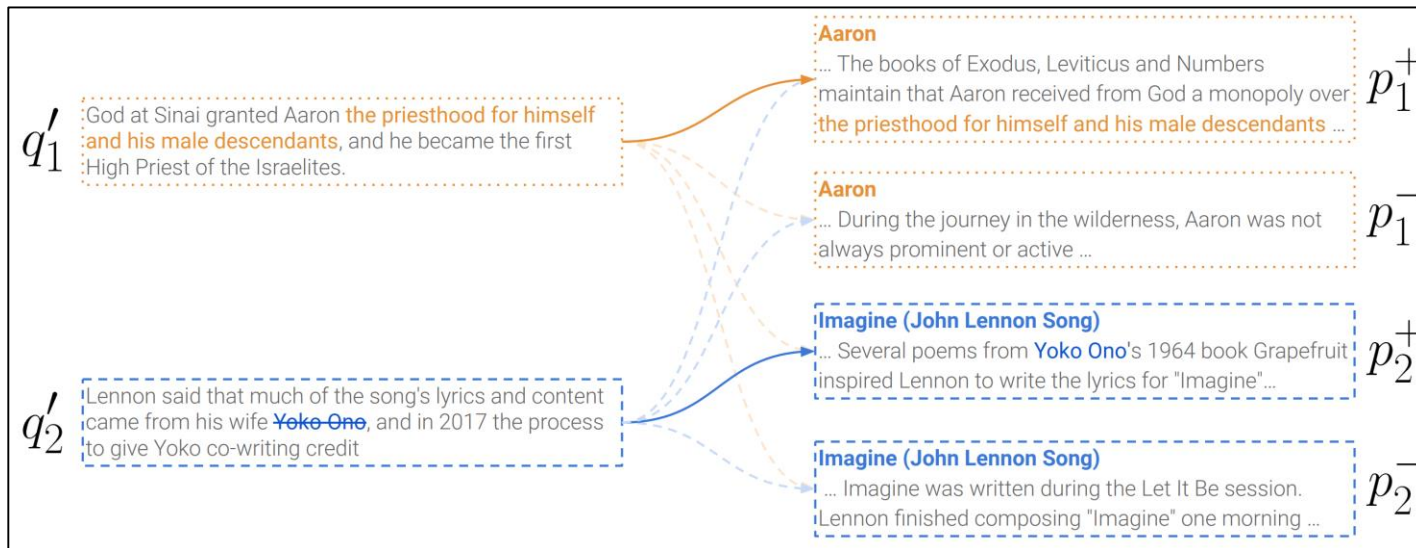 q′₁
God at Sinai granted Aaron the priesthood for himself
and his male descendants, and he became the first
High Priest of the Israelites.
Aaron
... The books of Exodus, Leviticus and Numbers
maintain that Aaron received from God a monopoly over
the priesthood for himself and his male descendants ...
p₁⁺
Aaron
... During the journey in the wilderness, Aaron was not
always prominent or active ...
p₁⁻
q′₂
Lennon said that much of the song's lyrics and content
came from his wife Yoko Ono, and in 2017 the process
to give Yoko co-writing credit
Imagine (John Lennon Song)
... Several poems from Yoko Ono's 1964 book Grapefruit
inspired Lennon to write the lyrics for "Imagine"...
p₂⁺
Imagine (John Lennon Song)
... Imagine was written during the Let It Be session.
Lennon finished composing "Imagine" one morning ...
p₂⁻